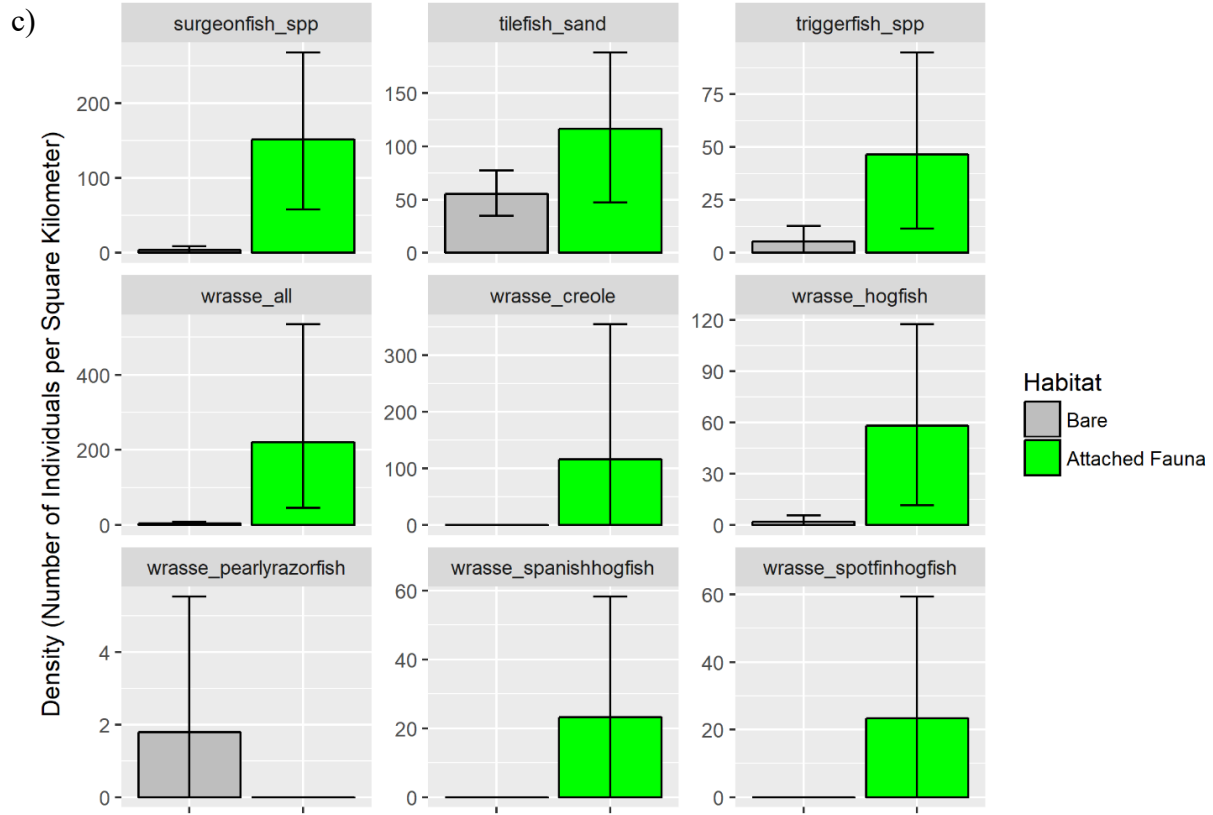 c)
Density (Number of Individuals per Square Kilometer)
surgeonfish_spp
200
100
0
tilefish_sand
150
100
50
0
triggerfish_spp
75
50
25
0
wrasse_all
400
200
0
wrasse_creole
300
200
100
0
wrasse_hogfish
120
90
60
30
0
wrasse_pearlyrazorfish
4
2
0
wrasse_spanishhogfish
60
40
20
0
wrasse_spotfinhogfish
60
40
20
0
Habitat
Bare
Attached Fauna